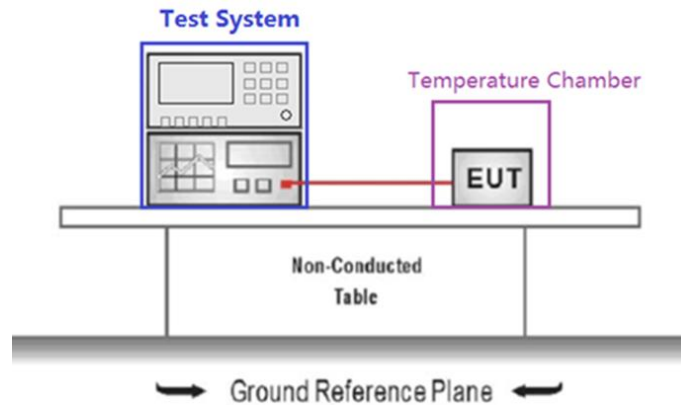 Test System
Temperature Chamber
EUT
Non-Conducted
Table
Ground Reference Plane